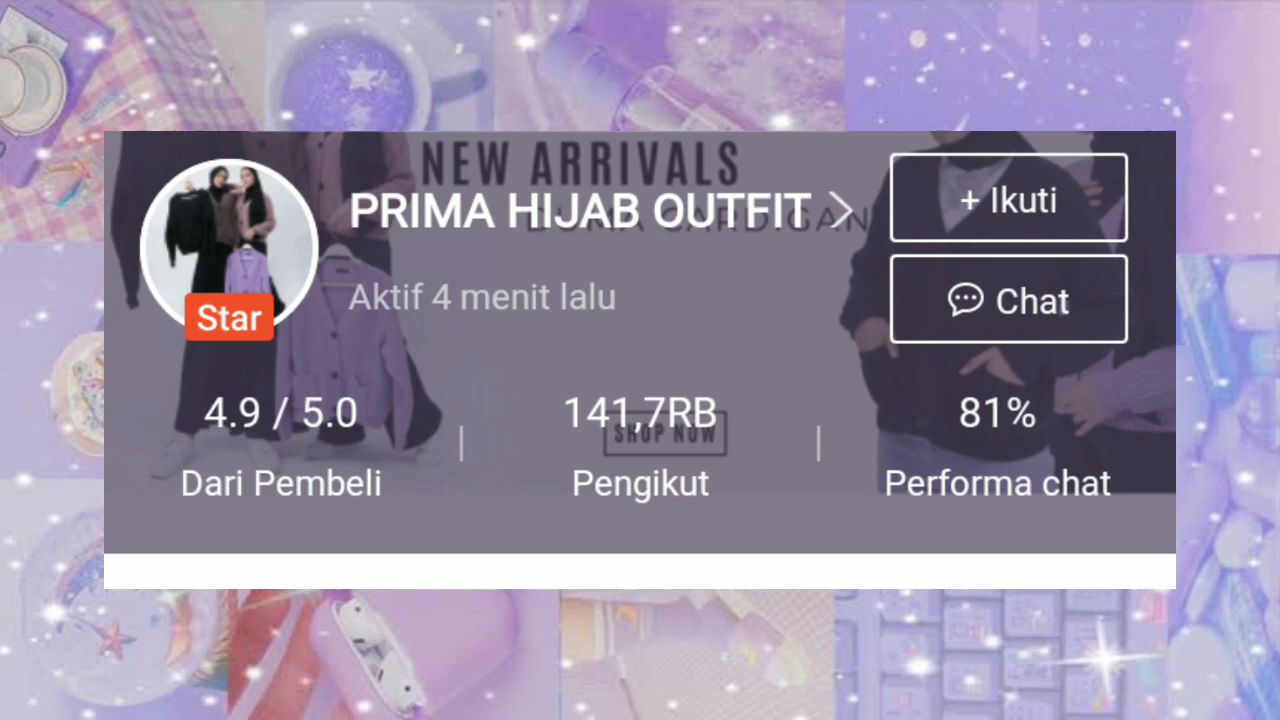 NEW ARRIVALS
PRIMA HIJAB OUTFIT
CARDIGAN
+ Ikuti
Aktif 4 menit lalu
Chat
Star
4.9 / 5.0
141,7RB
81%
SHOP NOW
Dari Pembeli
Pengikut
Performa chat